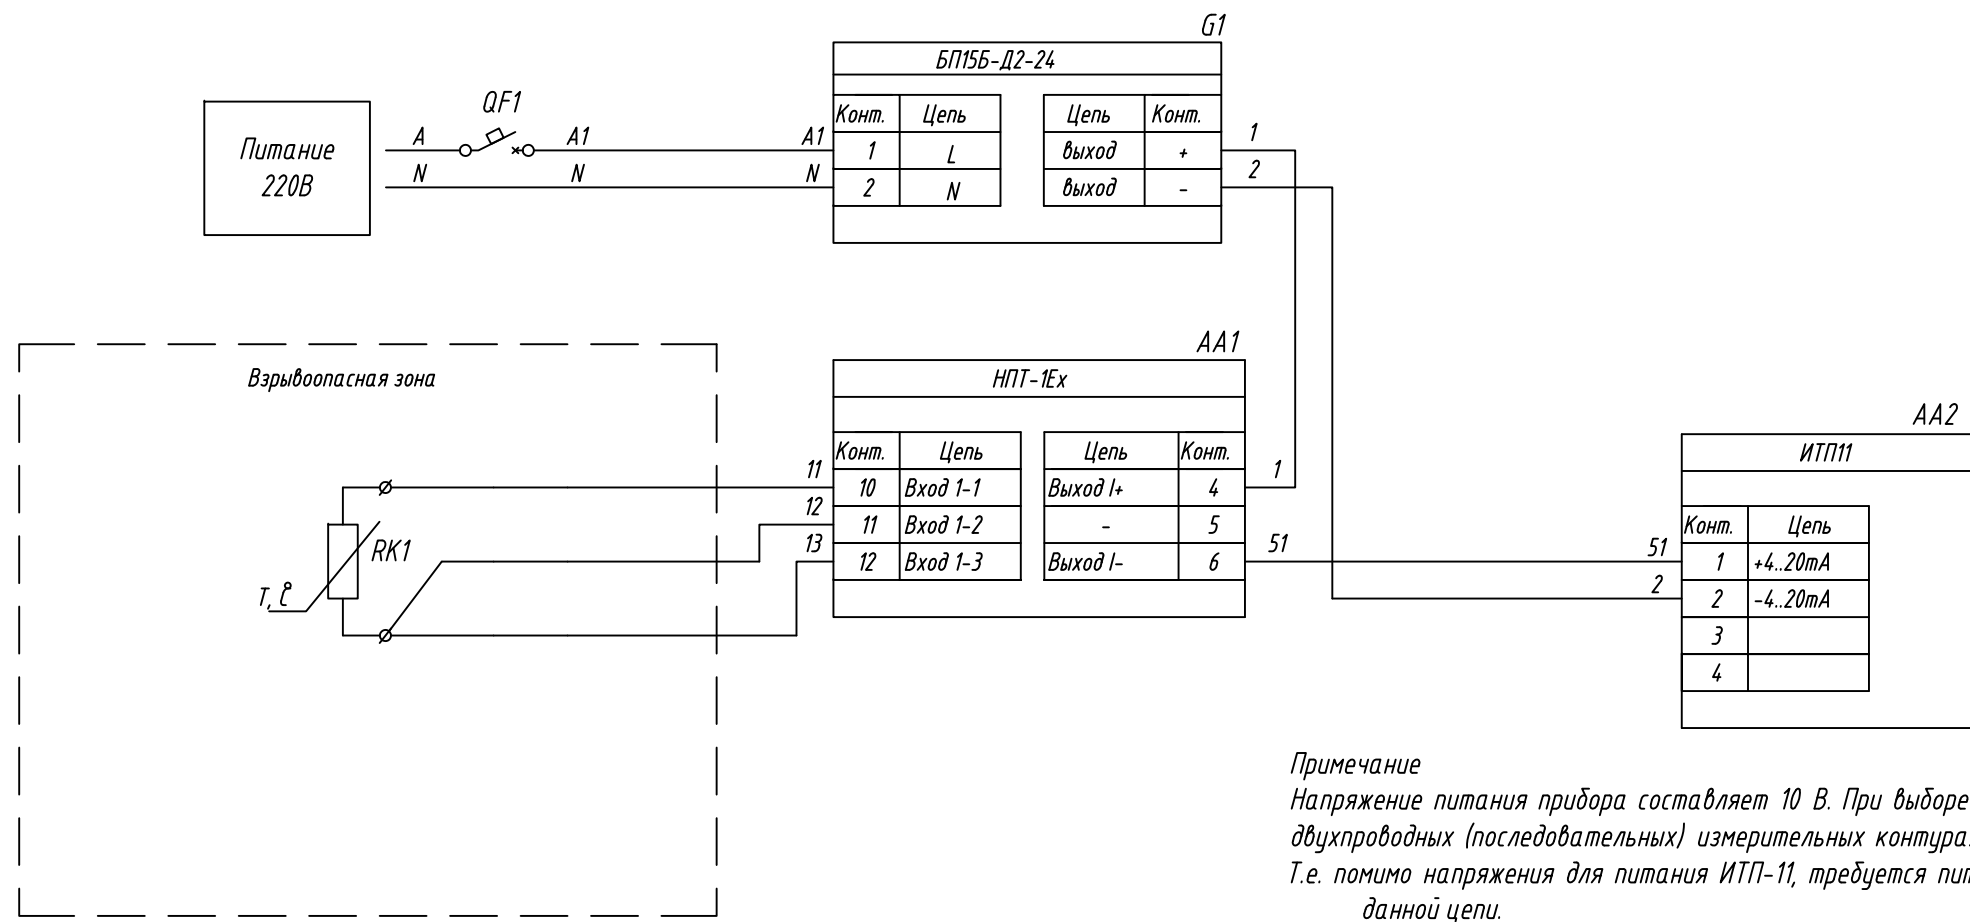 G1
БП15Б-Д2-24
QF1
Конт. Цепь Цепь Конт.
Питание
220В
A A1 A1 1 L выход + 1
N N N 2 N выход - 2
AA1
Взрывоопасная зона
НПТ-1Ex
AA2
ИТП11
Конт. Цепь Цепь Конт.
11 10 Вход 1-1 Выход I+ 4 1
12 11 Вход 1-2 - 5
13 12 Вход 1-3 Выход I- 6 51
RK1
T, ℃
Конт. Цепь
51 1 +4..20mA
2 2 -4..20mA
3
4
Примечание
Напряжение питания прибора составляет 10 В. При выборе
двухпроводных (последовательных) измерительных контура
Т.е. помимо напряжения для питания ИТП-11, требуется
данной цепи.